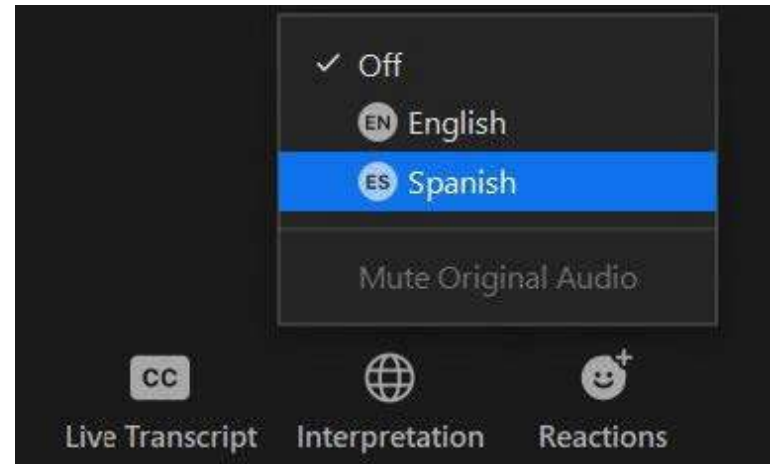 Off
EN English
ES Spanish
Mute Original Audio
CC
Live Transcript Interpretation Reactions